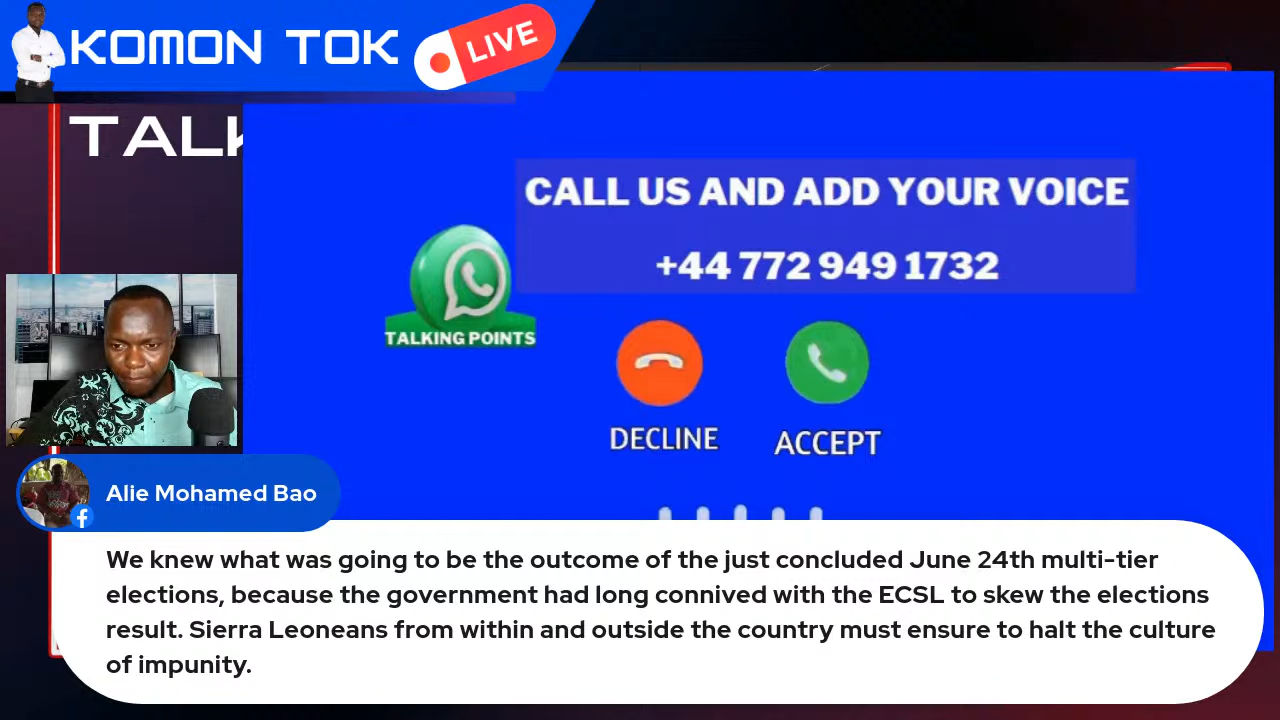 KOMON TOK
LIVE
TALK
CALL US AND ADD YOUR VOICE
+44 772 949 1732
TALKING POINTS
DECLINE
ACCEPT
Alie Mohamed Bao
We knew what was going to be the outcome of the just concluded June 24th multi-tier
elections, because the government had long connived with the ECSL to skew the elections
result. Sierra Leoneans from within and outside the country must ensure to halt the culture
of impunity.